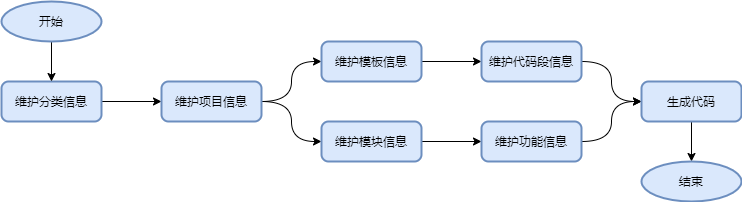 开始
维护分类信息
维护项目信息
维护模板信息
维护代码段信息
维护模块信息
维护功能信息
生成代码
结束